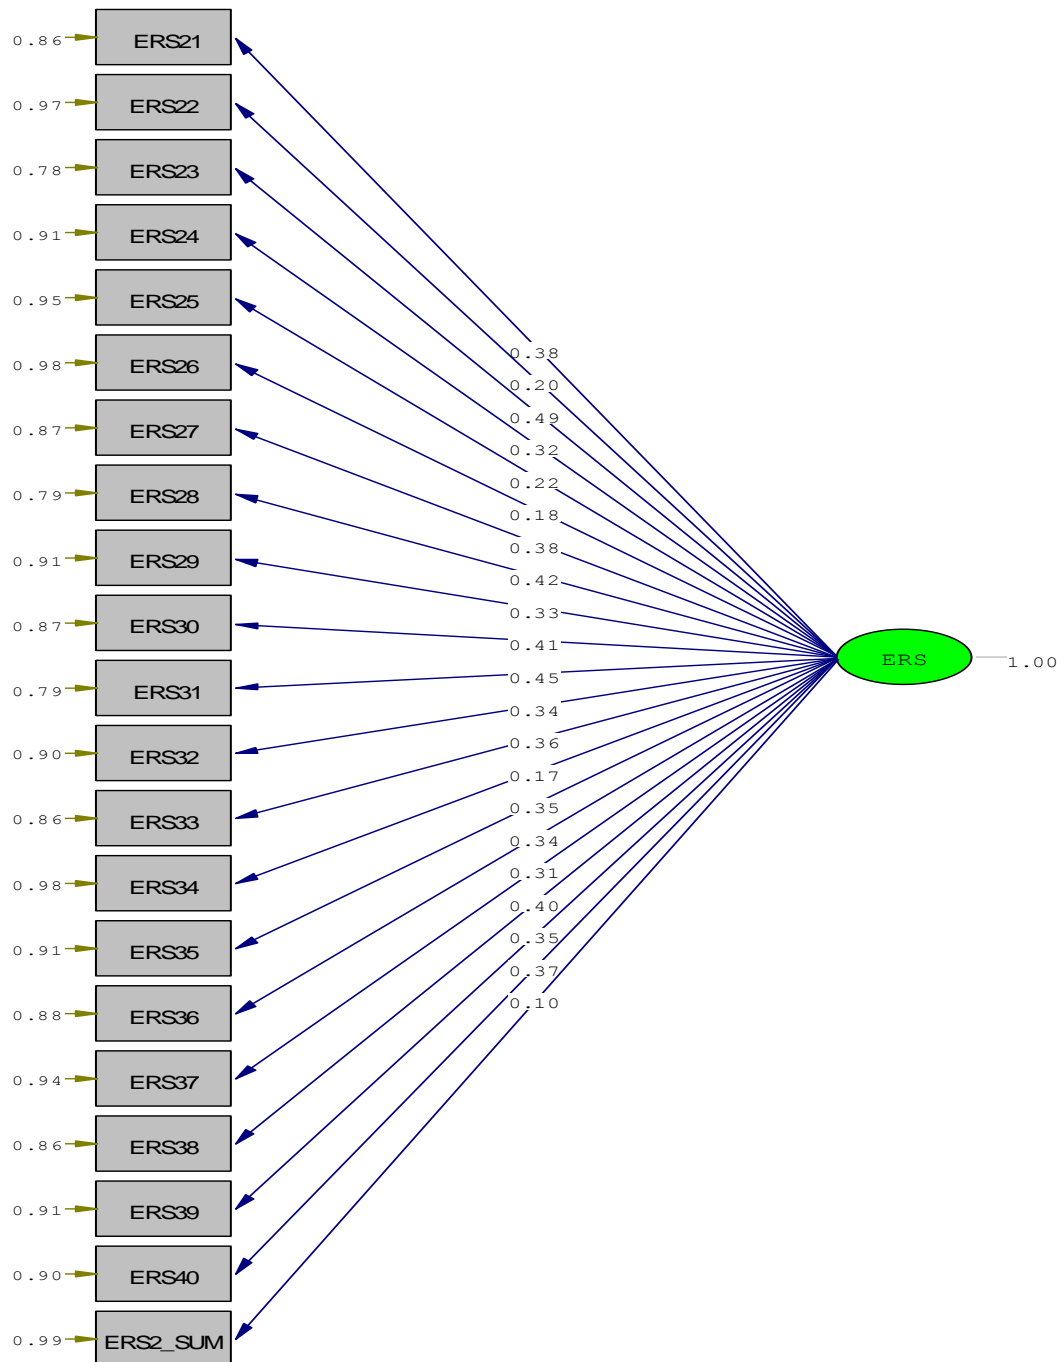 0.86 ERS21
0.97 ERS22
0.78 ERS23
0.91 ERS24
0.95 ERS25
0.98 ERS26
0.87 ERS27
0.79 ERS28
0.91 ERS29
0.87 ERS30
0.79 ERS31
0.90 ERS32
0.86 ERS33
0.98 ERS34
0.91 ERS35
0.88 ERS36
0.94 ERS37
0.86 ERS38
0.91 ERS39
0.90 ERS40
0.99 ERS2_SUM
0.38
0.20
0.49
0.32
0.22
0.18
0.38
0.42
0.33
0.41
0.45
0.34
0.36
0.17
0.35
0.34
0.31
0.40
0.35
0.37
0.10
ERS 1.00